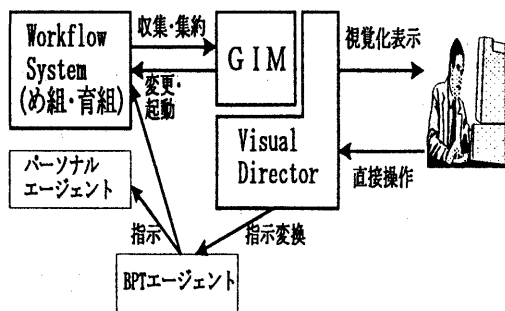 Workflow
System
(め組・育組)
収集・集約
変更・
起動
GIM
視覚化表示
Visual
Director
直接操作
パーソナル
エージェント
指示
指示変換
BPTエージェント